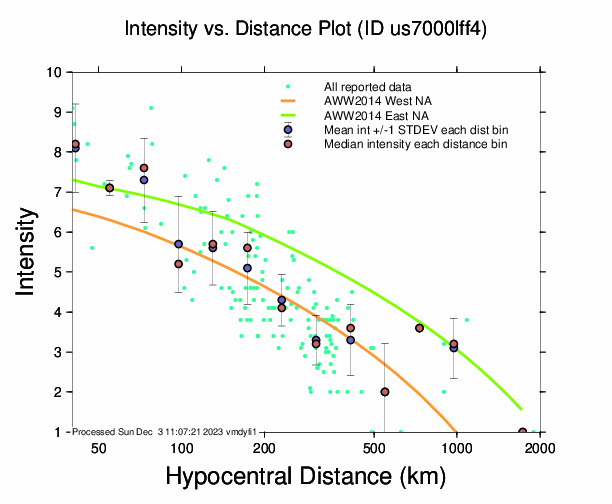 Intensity vs. Distance Plot (ID us7000lff4)
10
9
8
7
6
5
4
3
2
1
Intensity
All reported data
AWW2014 West NA
AWW2014 East NA
Mean int +/-1 STDEV each dist bin
Median intensity each distance bin
Processed Sun Dec 3 11:07:21 2023 vmdyfi1
50 100 200 500 1000 2000
Hypocentral Distance (km)